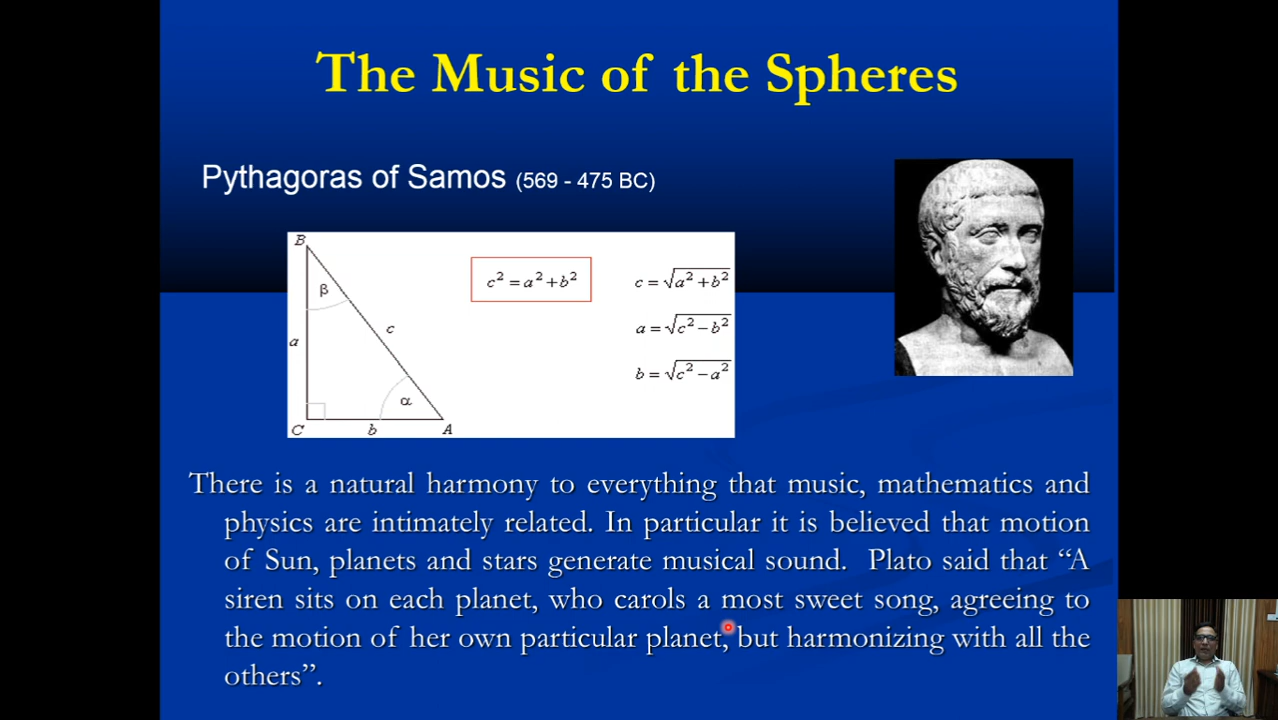 The Music of the Spheres
Pythagoras of Samos (569 - 475 BC)
B
β
a
c
α
C
b
A
c² = a² + b²
c = √(a² + b²)
a = √(c² − b²)
b = √(c² − a²)
There is a natural harmony to everything that music, mathematics and
physics are intimately related. In particular it is believed that motion
of Sun, planets and stars generate musical sound. Plato said that “A
siren sits on each planet, who carols a most sweet song, agreeing to
the motion of her own particular planet, but harmonizing with all the
others”.